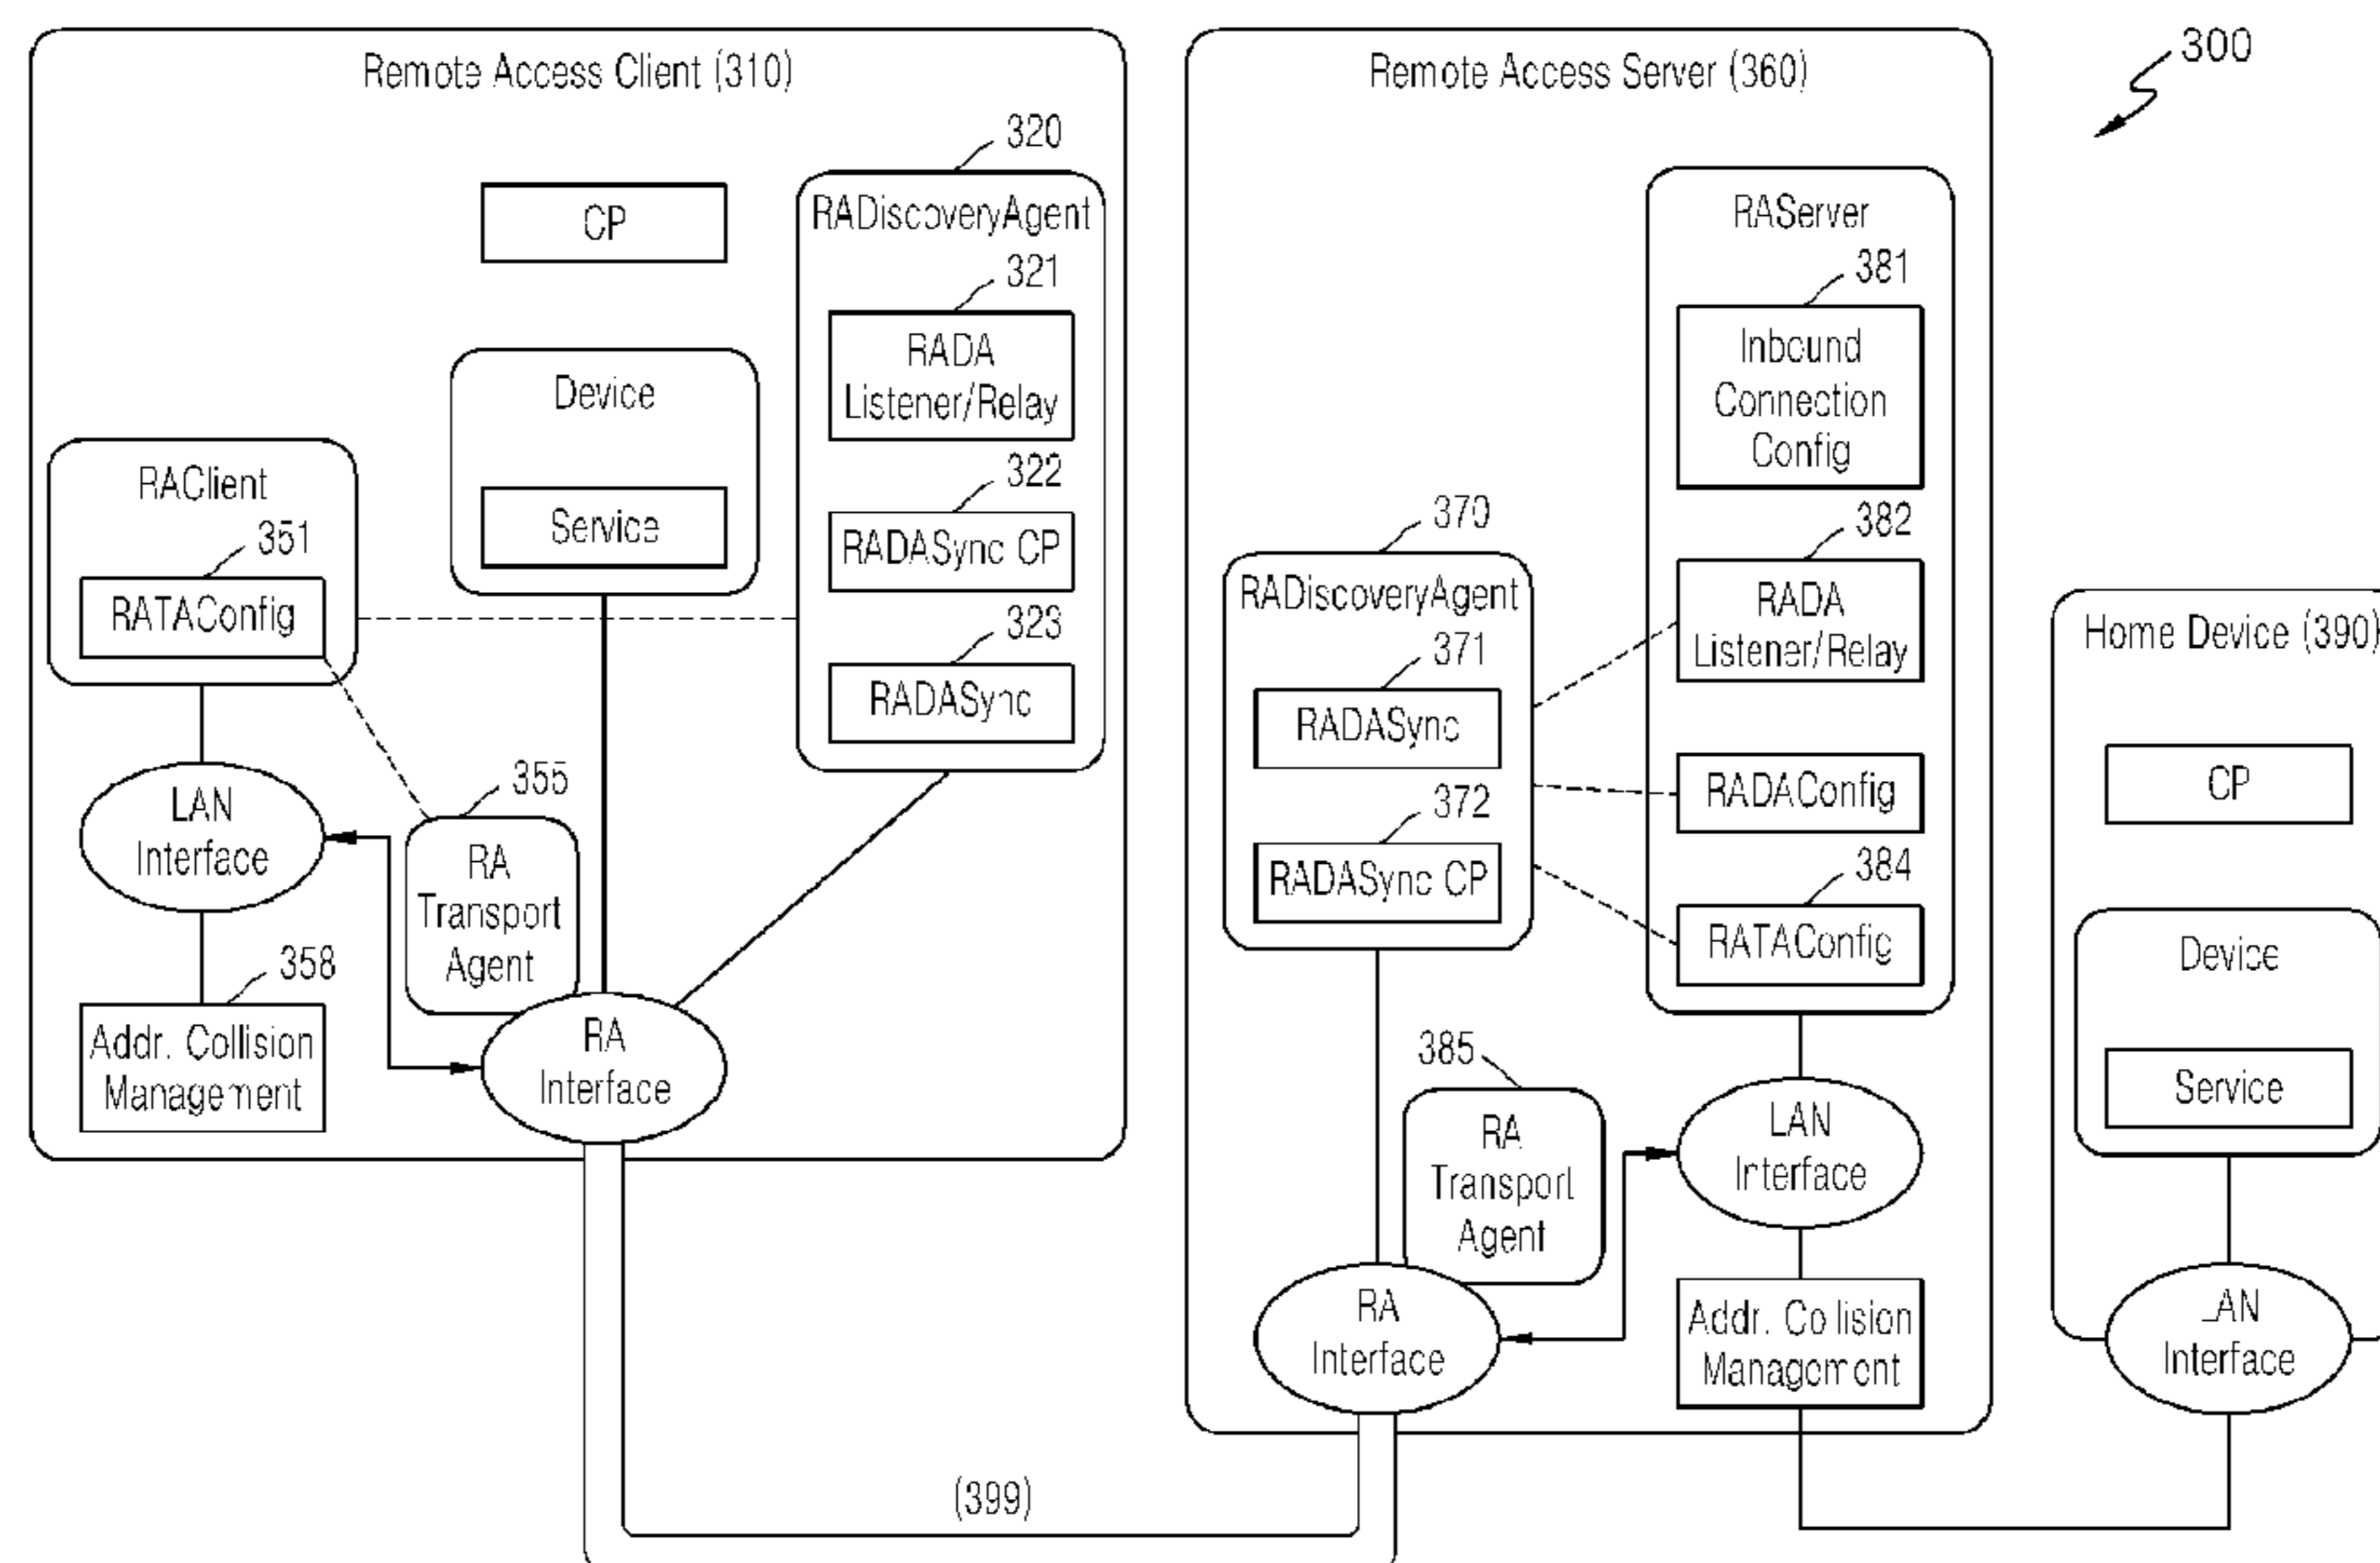 300
Remote Access Client (310)
320
CP
RADiscoveryAgent
321
RADA
Listener/Relay
Device
Service
322
RADASync CP
323
RADASync
RAClient
351
RATAConfig
LAN
Interface
355
RA
Transport
Agent
358
Addr. Collision
Management
RA
Interface
Remote Access Server (360)
RAServer
381
Inbound
Connection
Config
382
RADA
Listener/Relay
RADAConfig
384
RATAConfig
370
RADiscoveryAgent
371
RADASync
372
RADASync CP
385
RA
Transport
Agent
LAN
Interface
RA
Interface
Addr. Collision
Management
Home Device (390)
CP
Device
Service
LAN
Interface
(399)